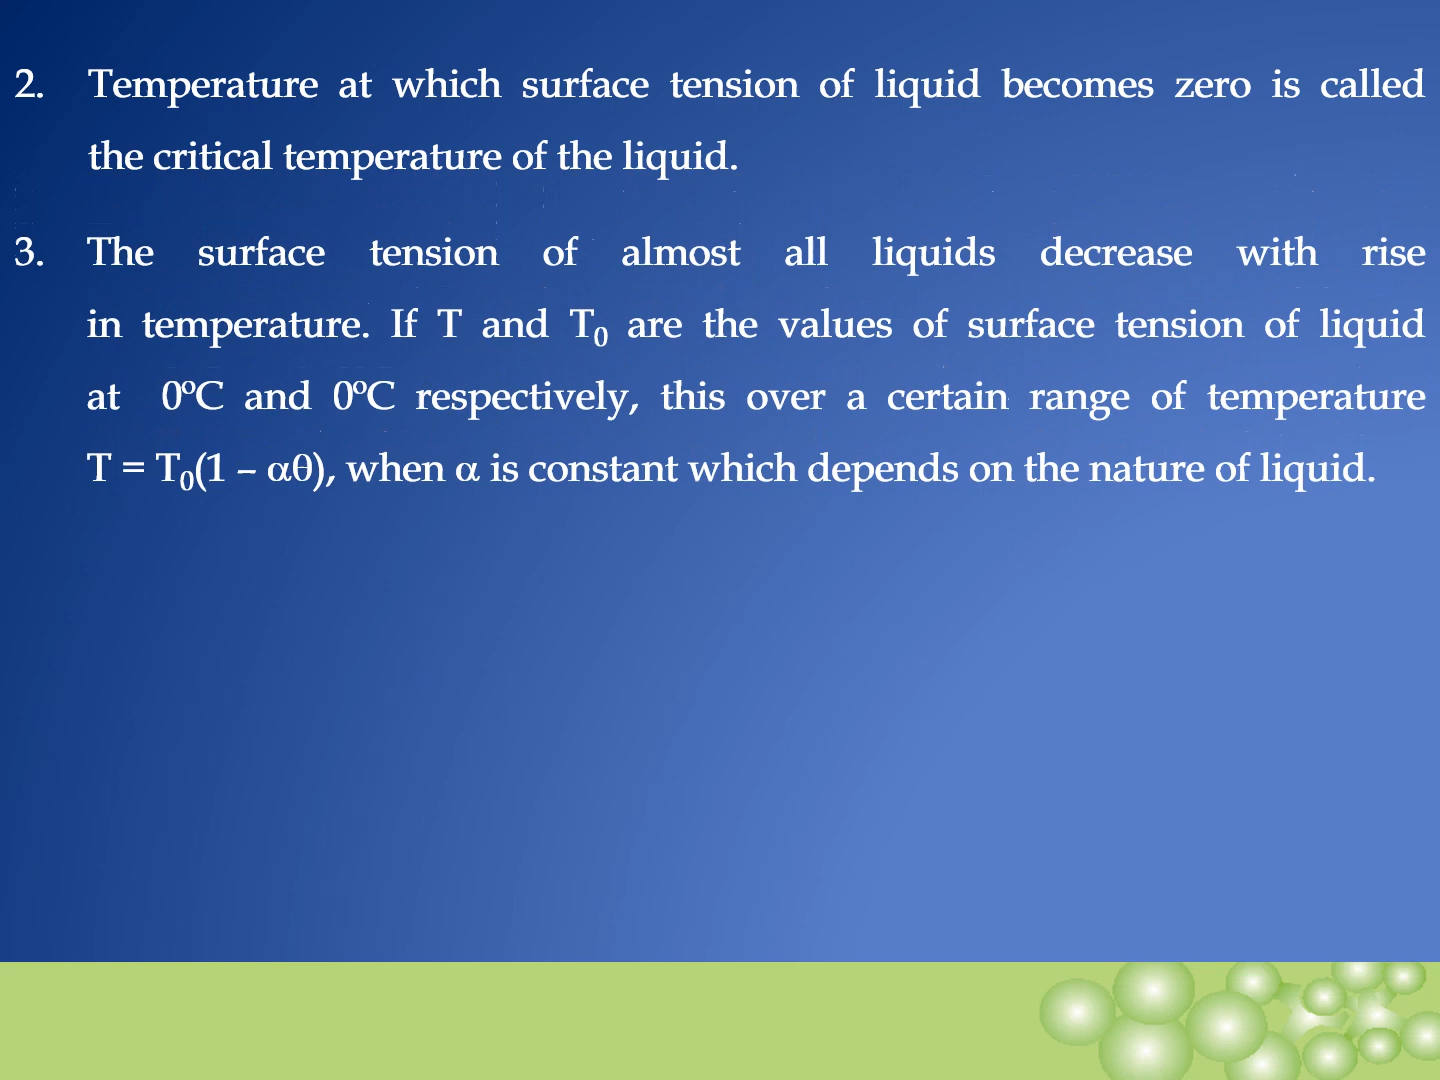 2. Temperature at which surface tension of liquid becomes zero is called
the critical temperature of the liquid.
3. The surface tension of almost all liquids decrease with rise
in temperature. If T and T₀ are the values of surface tension of liquid
at 0ºC and 0ºC respectively, this over a certain range of temperature
T = T₀(1 – αθ), when α is constant which depends on the nature of liquid.